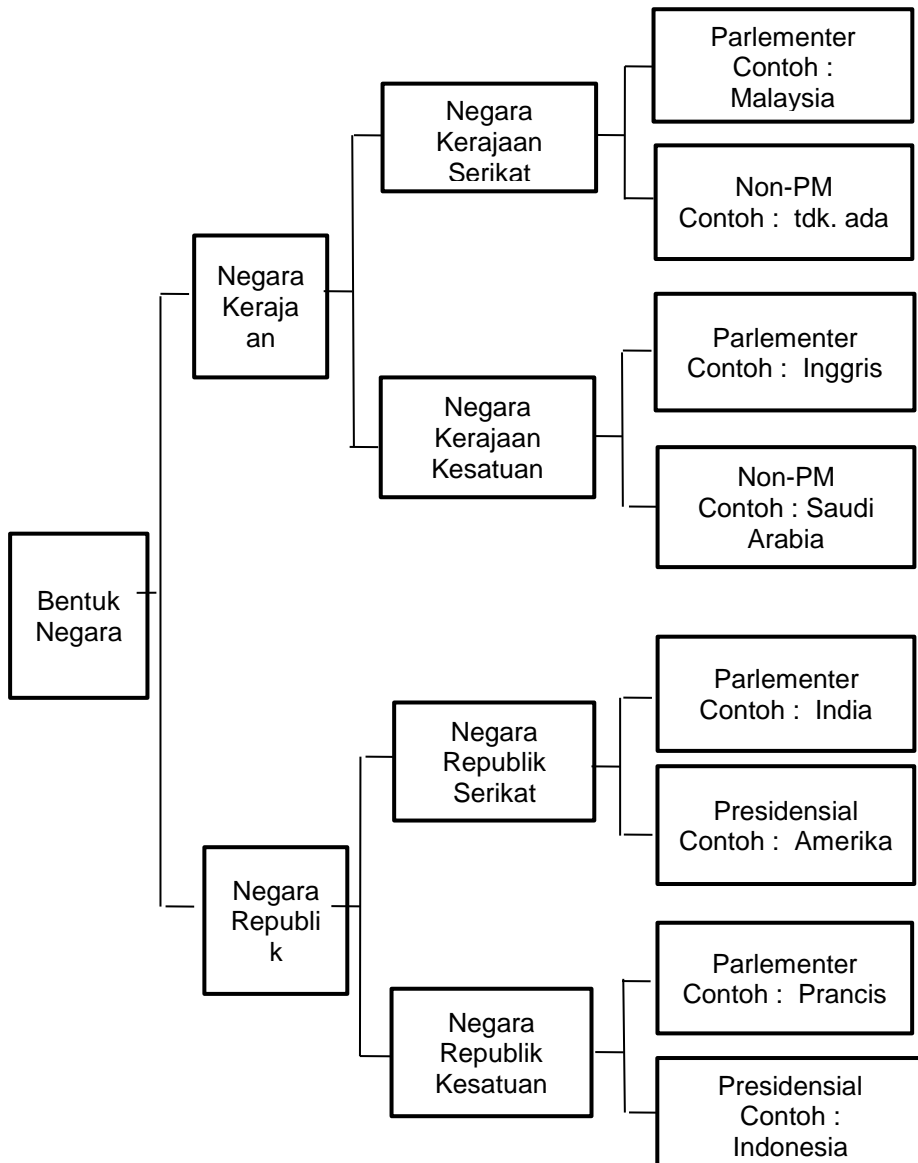 Parlementer
Contoh :
Malaysia
Negara
Kerajaan
Serikat
Non-PM
Contoh : tdk. ada
Negara
Keraja
an
Parlementer
Contoh : Inggris
Negara
Kerajaan
Kesatuan
Non-PM
Contoh : Saudi
Arabia
Bentuk
Negara
Parlementer
Contoh : India
Negara
Republik
Serikat
Presidensial
Contoh : Amerika
Negara
Republi
k
Parlementer
Contoh : Prancis
Negara
Republik
Kesatuan
Presidensial
Contoh :
Indonesia